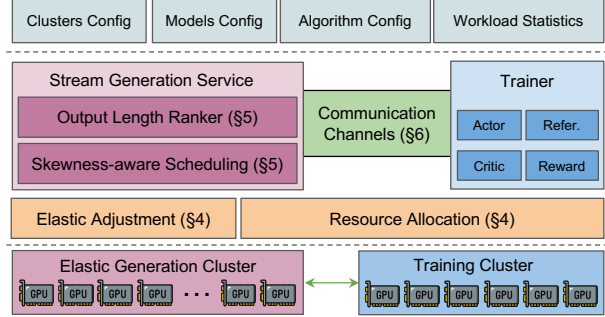 Clusters Config
Models Config
Algorithm Config
Workload Statistics
Stream Generation Service
Output Length Ranker (§5)
Skewness-aware Scheduling (§5)
Communication
Channels (§6)
Trainer
Actor
Refer.
Critic
Reward
Elastic Adjustment (§4)
Resource Allocation (§4)
Elastic Generation Cluster
GPU GPU GPU GPU ... GPU GPU
Training Cluster
GPU GPU GPU GPU GPU GPU